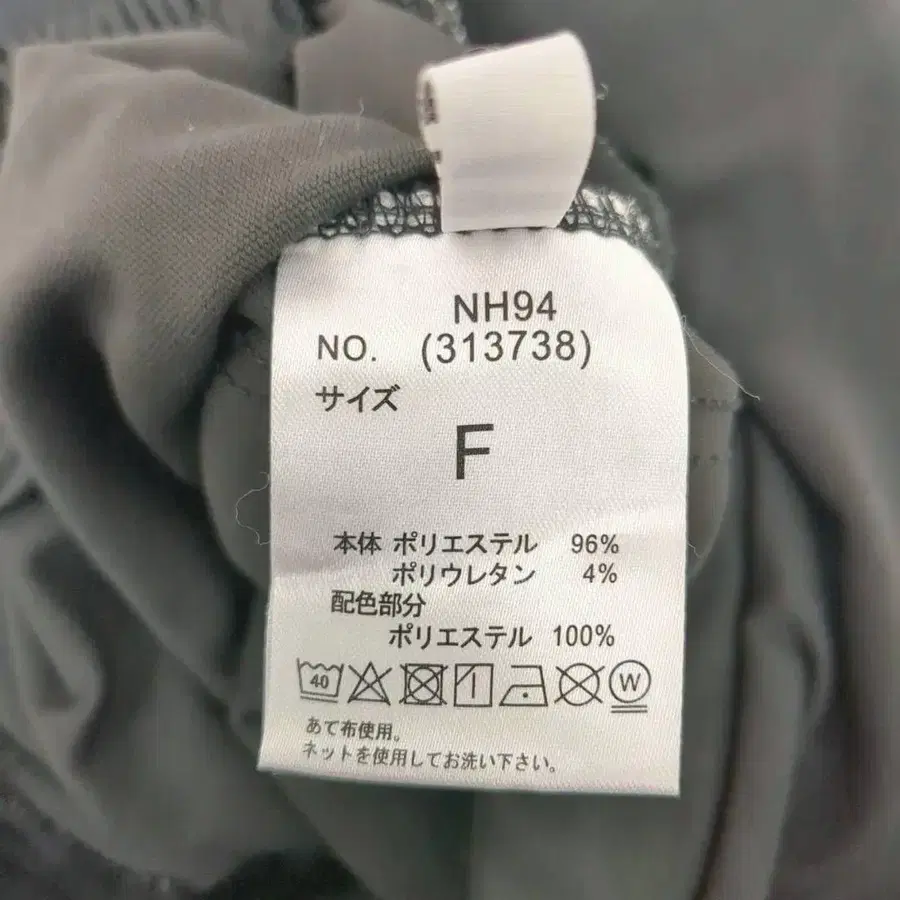 NH94
NO. (313738)
サイズ
F
本体 ポリエステル 96%
ポリウレタン 4%
配色部分
ポリエステル 100%
40 W
あて布使用。
ネットを使用してお洗い下さい。